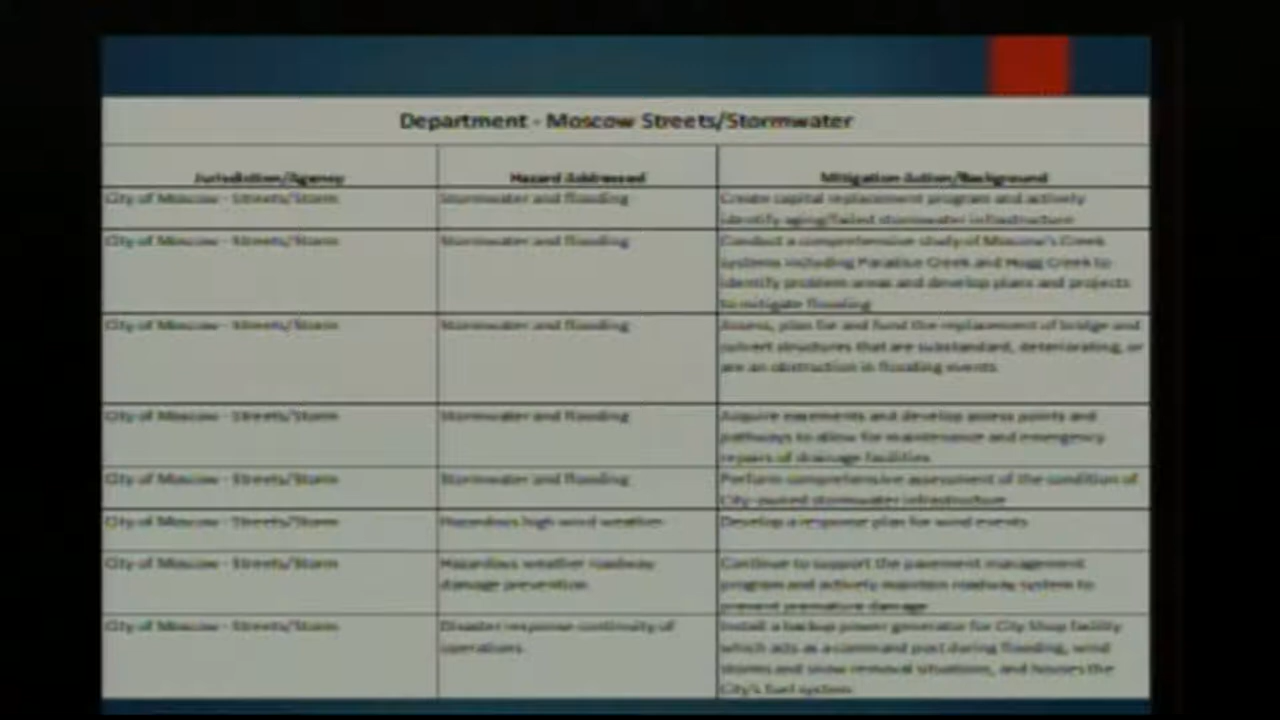 Department - Moscow Streets/Stormwater
Jurisdiction/Agency
Hazard Addressed
Mitigation Action/Background
City of Moscow - Streets/Storm
Stormwater and flooding
Create capital replacement program and actively
identify aging/failed stormwater infrastructure
City of Moscow - Streets/Storm
Stormwater and flooding
Conduct a comprehensive study of Moscow's Creek
systems including Paradise Creek and Hogg Creek to
identify problem areas and develop plans and projects
to mitigate flooding
City of Moscow - Streets/Storm
Stormwater and flooding
Assess, plan for and fund the replacement of bridge and
culvert structures that are substandard, deteriorating, or
are an obstruction in flooding events
City of Moscow - Streets/Storm
Stormwater and flooding
Acquire easements and develop assess points and
pathways to allow for maintenance and emergency
repairs of drainage facilities
City of Moscow - Streets/Storm
Stormwater and flooding
Perform comprehensive assessment of the condition of
City-owned stormwater infrastructure
City of Moscow - Streets/Storm
Hazardous high wind weather
Develop a response plan for wind events
City of Moscow - Streets/Storm
Hazardous weather roadway
damage prevention
Continue to support the pavement management
program and actively maintain roadway system to
prevent premature damage
City of Moscow - Streets/Storm
Disaster response continuity of
operations
Install a backup power generator for City Shop facility
which acts as a command post during flooding, wind
storms and snow removal situations, and houses the
City's fuel system